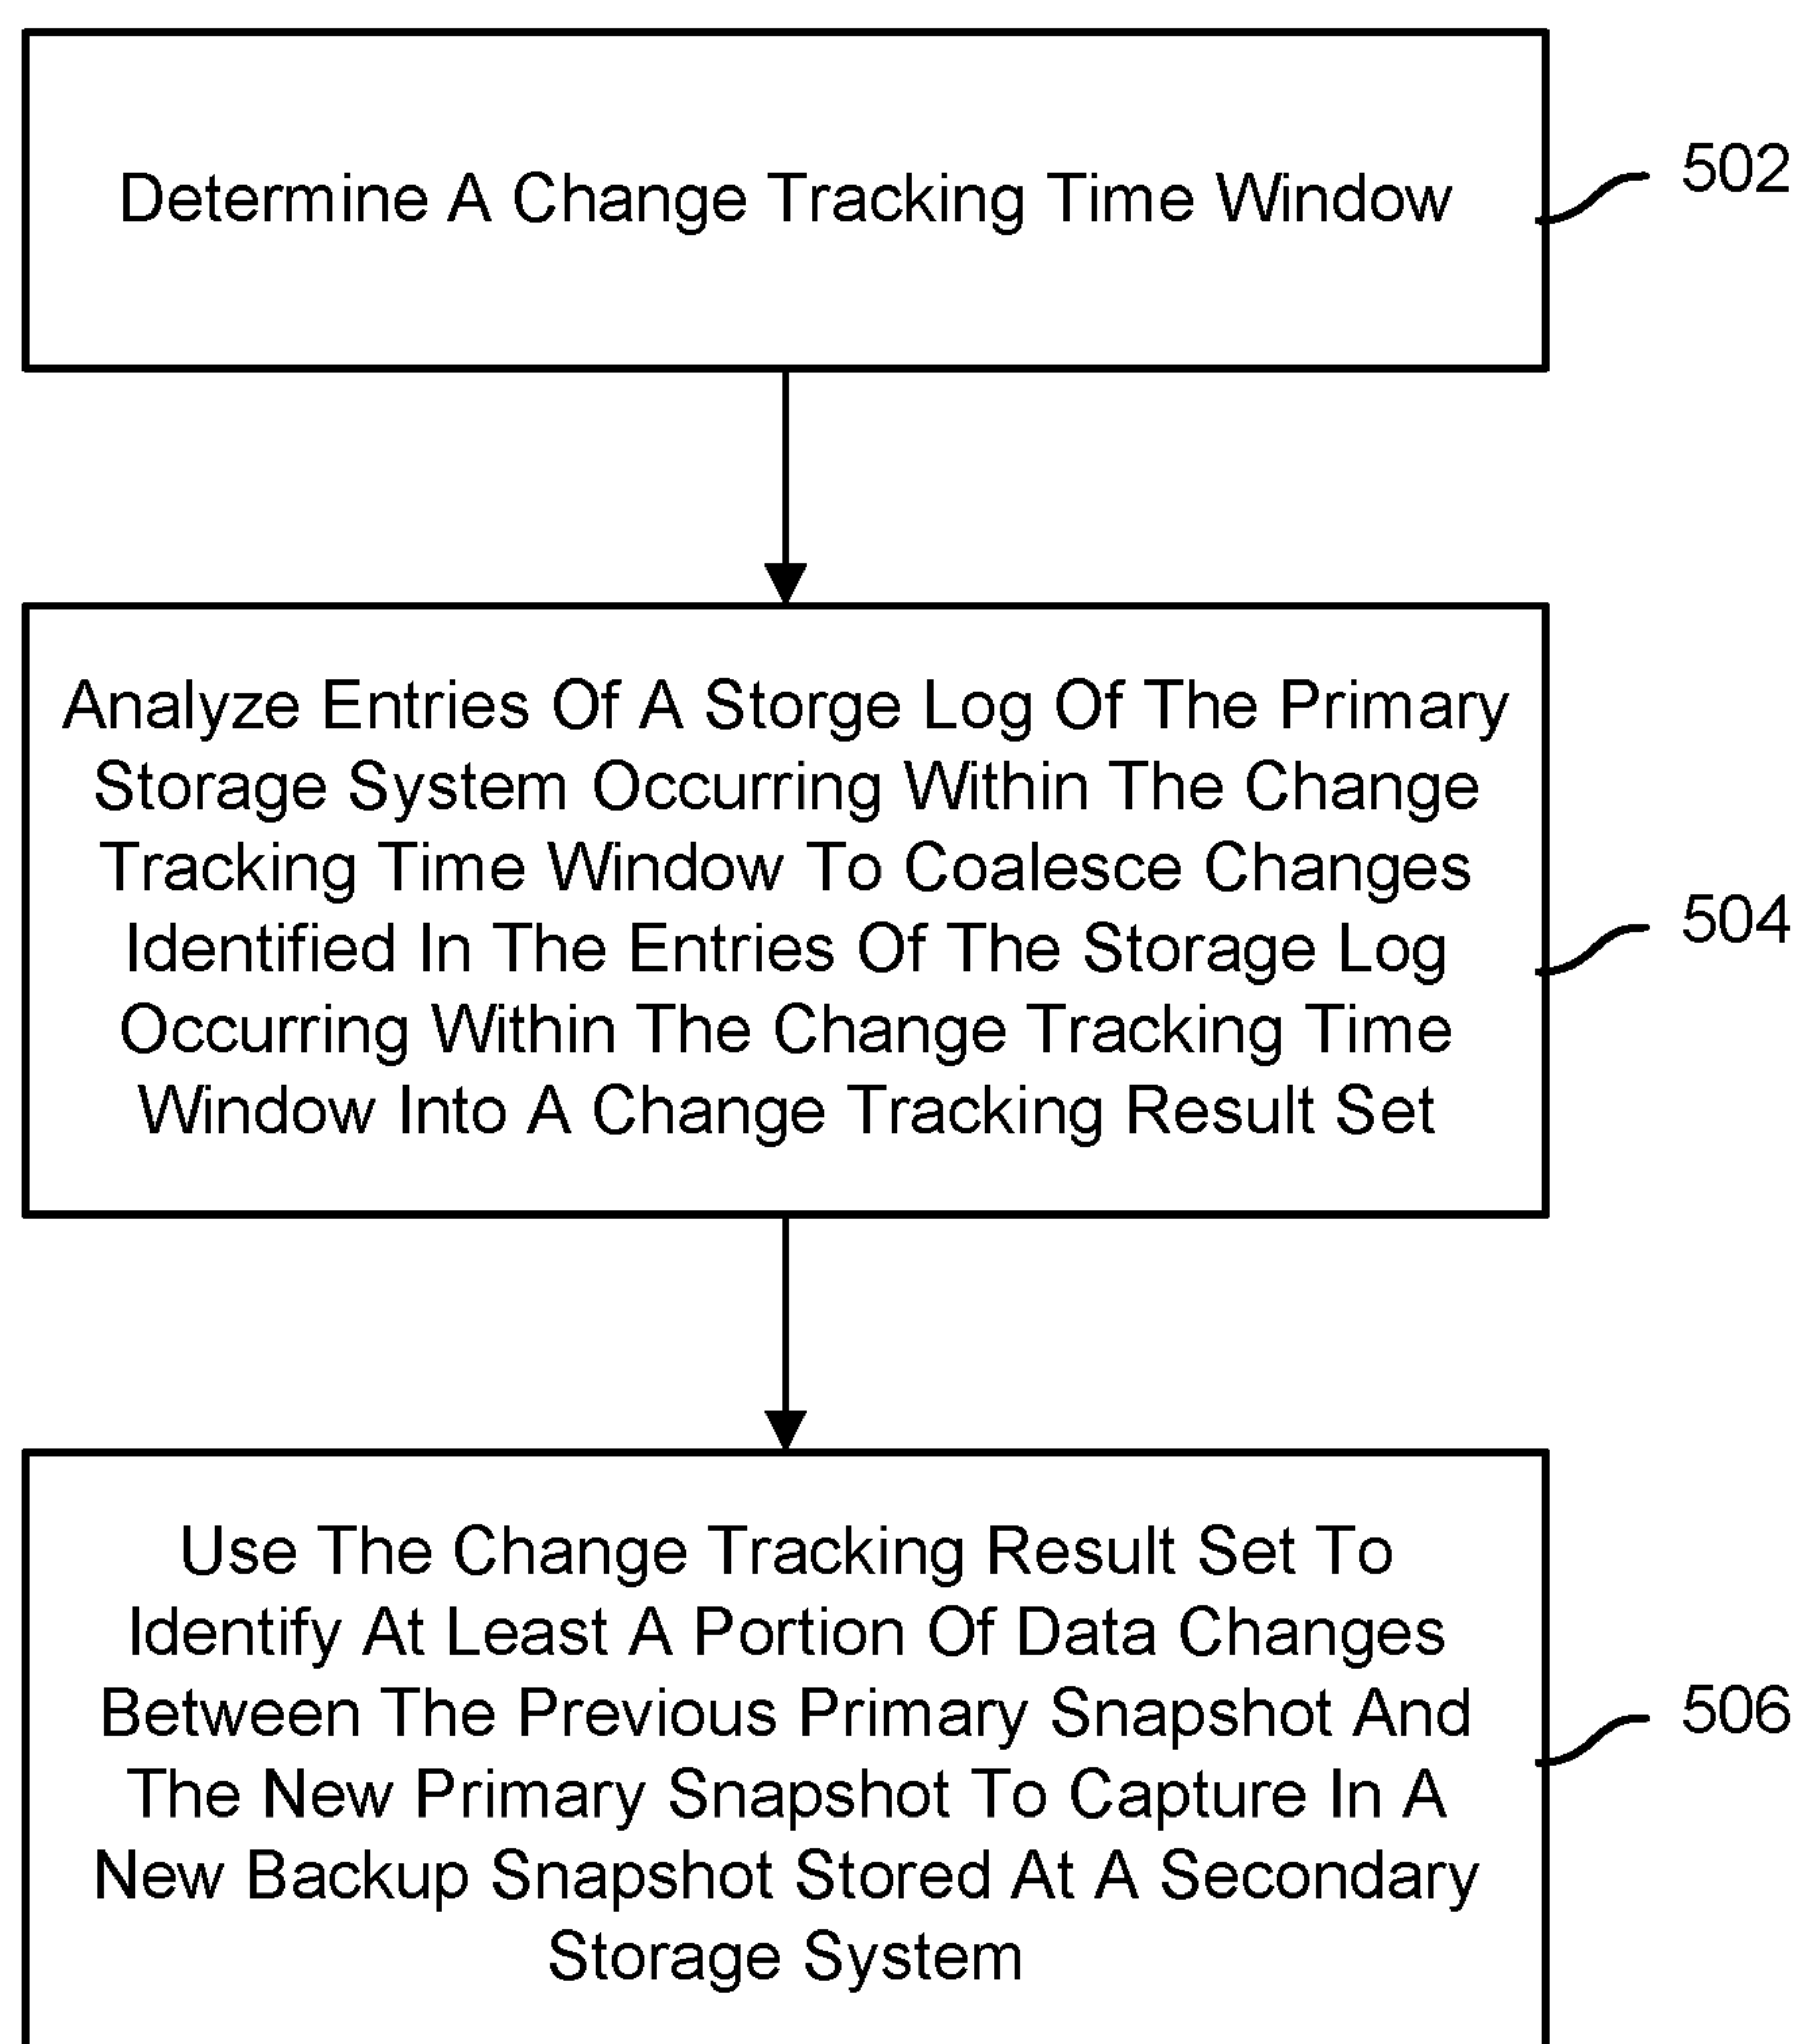 Determine A Change Tracking Time Window
502
Analyze Entries Of A Storge Log Of The Primary
Storage System Occurring Within The Change
Tracking Time Window To Coalesce Changes
Identified In The Entries Of The Storage Log
Occurring Within The Change Tracking Time
Window Into A Change Tracking Result Set
504
Use The Change Tracking Result Set To
Identify At Least A Portion Of Data Changes
Between The Previous Primary Snapshot And
The New Primary Snapshot To Capture In A
New Backup Snapshot Stored At A Secondary
Storage System
506